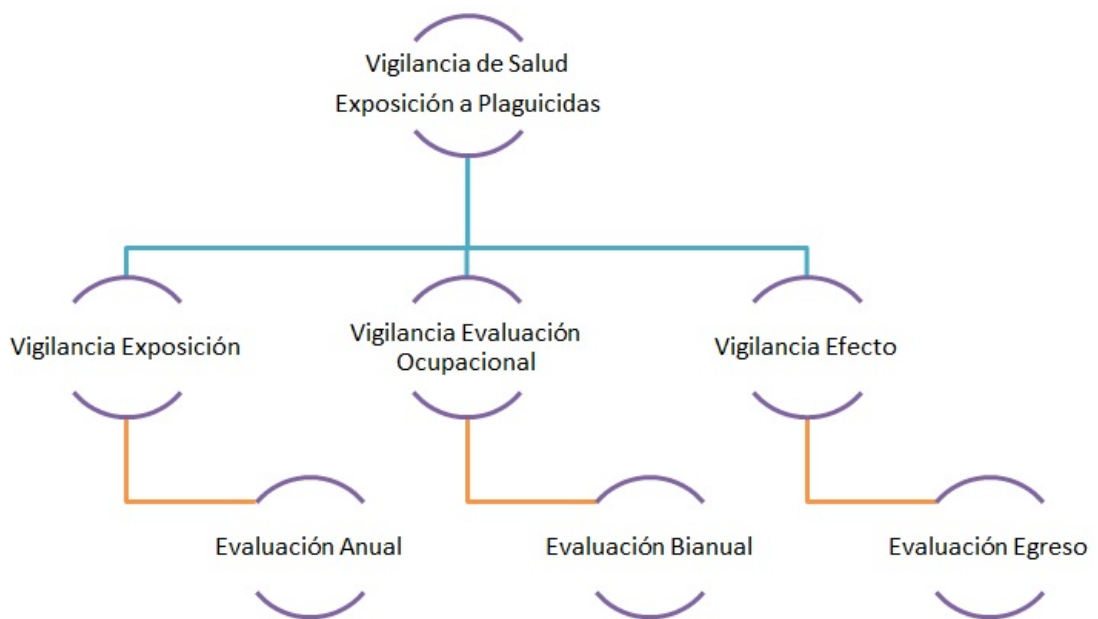 Vigilancia de Salud
Exposición a Plaguicidas
Vigilancia Exposición
Vigilancia Evaluación
Ocupacional
Vigilancia Efecto
Evaluación Anual
Evaluación Bianual
Evaluación Egreso